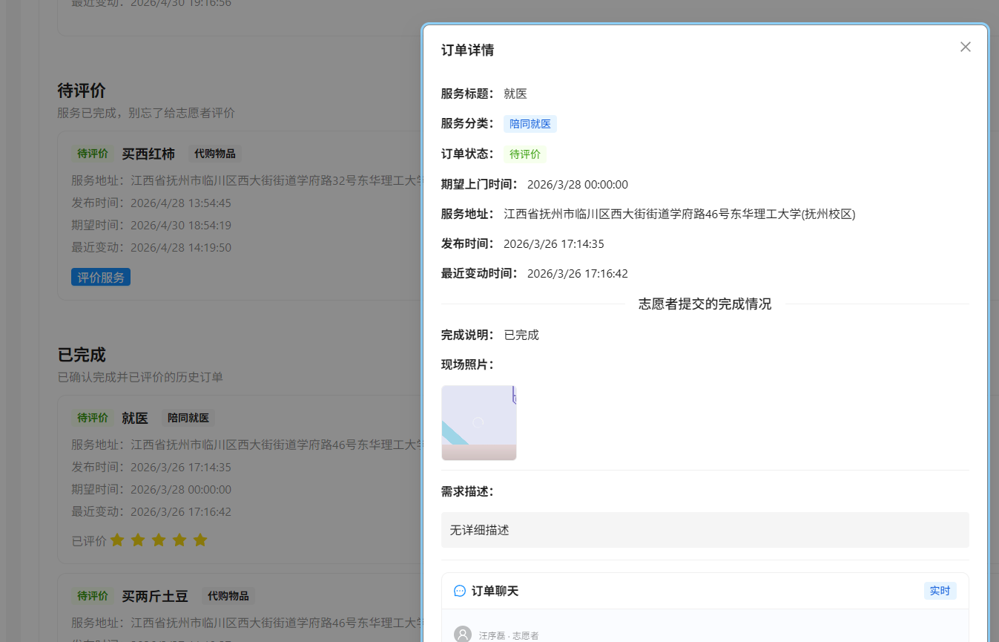 最近变动：2026/4/30 19:16:56
待评价
服务已完成，别忘了给志愿者评价
待评价 买西红柿 代购物品
服务地址：江西省抚州市临川区西大街街道学府路32号东华理工大学
发布时间：2026/4/28 13:54:45
期望时间：2026/4/30 18:54:19
最近变动：2026/4/28 14:19:50
评价服务
已完成
已确认完成并已评价的历史订单
待评价 就医 陪同就医
服务地址：江西省抚州市临川区西大街街道学府路46号东华理工大学
发布时间：2026/3/26 17:14:35
期望时间：2026/3/28 00:00:00
最近变动：2026/3/26 17:16:42
已评价
待评价 买两斤土豆 代购物品
服务地址：江西省抚州市临川区西大街街道学府路46号东华理工大学
订单详情
服务标题： 就医
服务分类： 陪同就医
订单状态： 待评价
期望上门时间： 2026/3/28 00:00:00
服务地址： 江西省抚州市临川区西大街街道学府路46号东华理工大学(抚州校区)
发布时间： 2026/3/26 17:14:35
最近变动时间： 2026/3/26 17:16:42
志愿者提交的完成情况
完成说明： 已完成
现场照片：
需求描述：
无详细描述
订单聊天 实时
汪序磊 · 志愿者